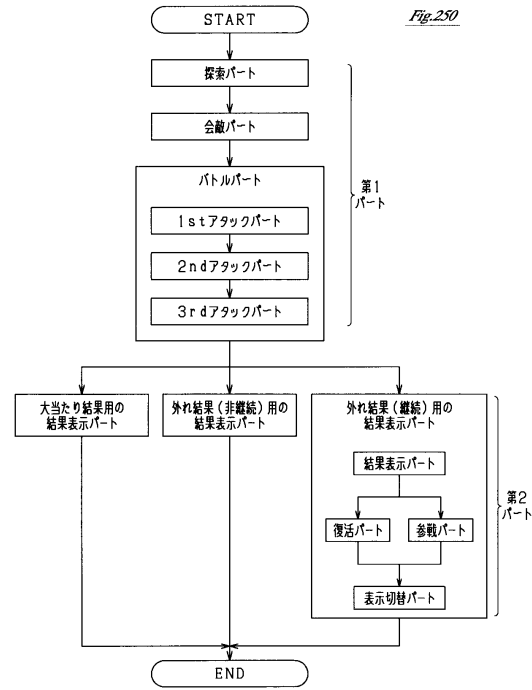 Fig.250
START
探索パート
会敵パート
バトルパート
1stアタックパート
2ndアタックパート
3rdアタックパート
第1
パート
大当たり結果用の
結果表示パート
外れ結果（非継続）用の
結果表示パート
外れ結果（継続）用の
結果表示パート
結果表示パート
復活パート
参戦パート
表示切替パート
第2
パート
END